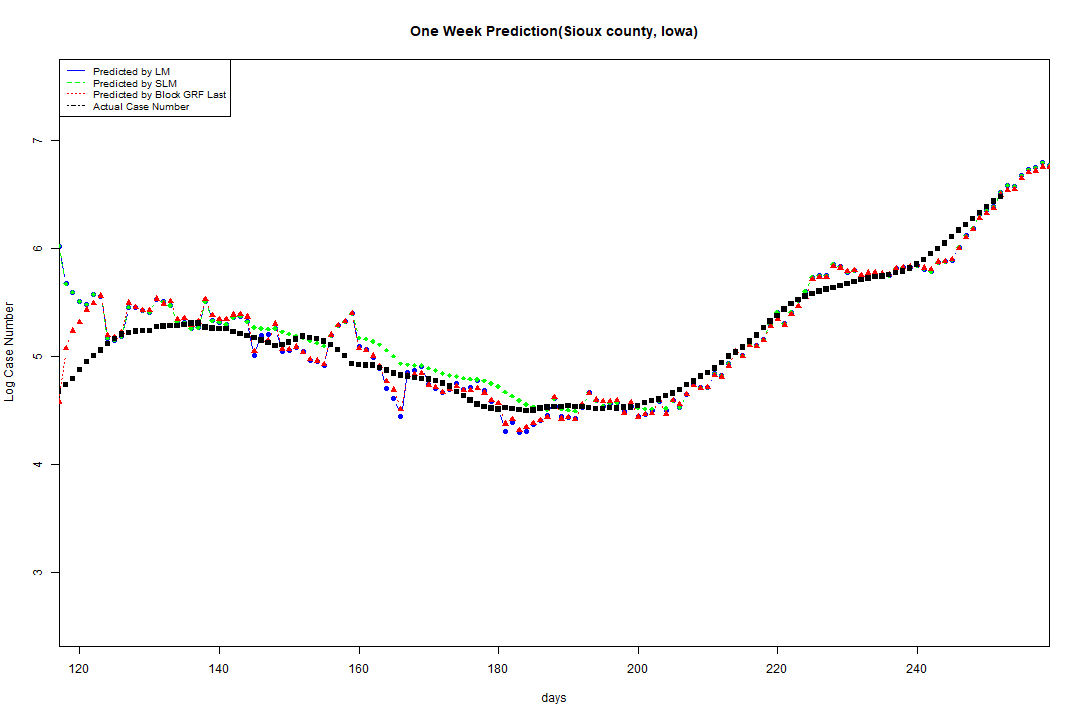 One Week Prediction(Sioux county, Iowa)
Predicted by LM
Predicted by SLM
Predicted by Block GRF Last
Actual Case Number
7
6
5
4
3
Log Case Number
120 140 160 180 200 220 240
days